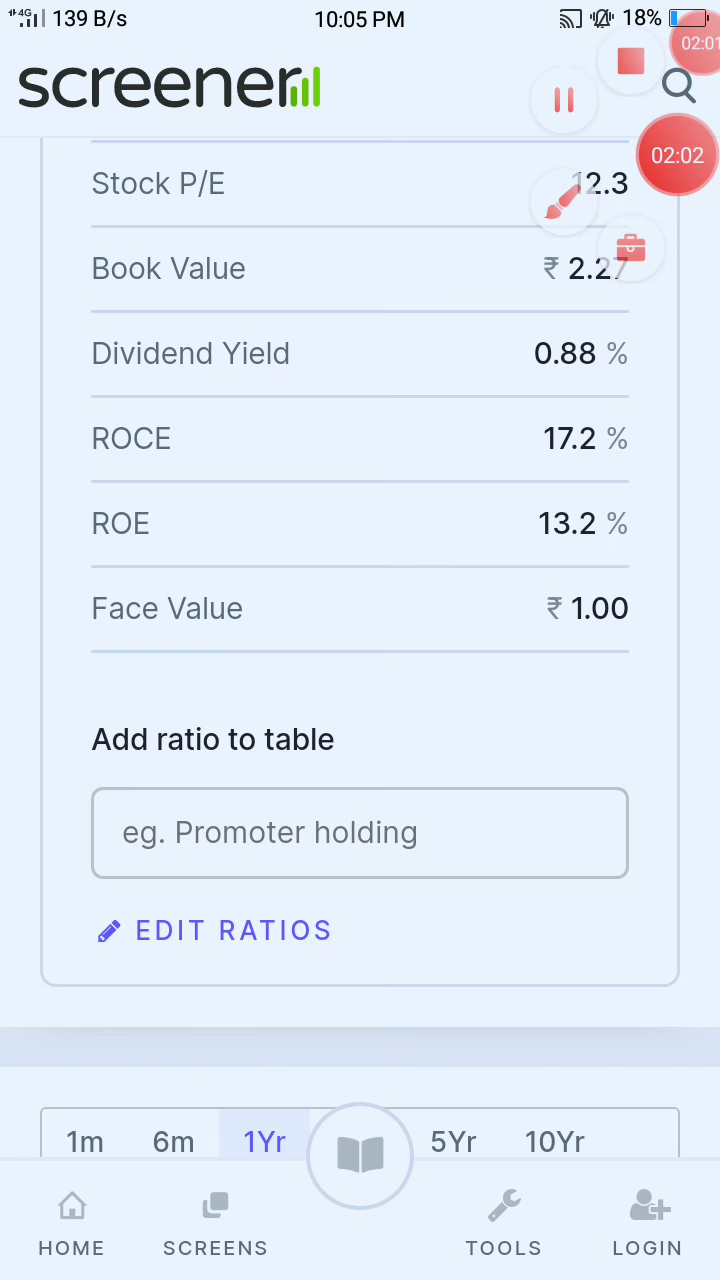 4G 139 B/s 10:05 PM 18%
02:01
screener
02:02
Stock P/E 12.3
Book Value ₹ 2.27
Dividend Yield 0.88 %
ROCE 17.2 %
ROE 13.2 %
Face Value ₹ 1.00
Add ratio to table
eg. Promoter holding
EDIT RATIOS
1m 6m 1Yr 5Yr 10Yr
HOME SCREENS TOOLS LOGIN